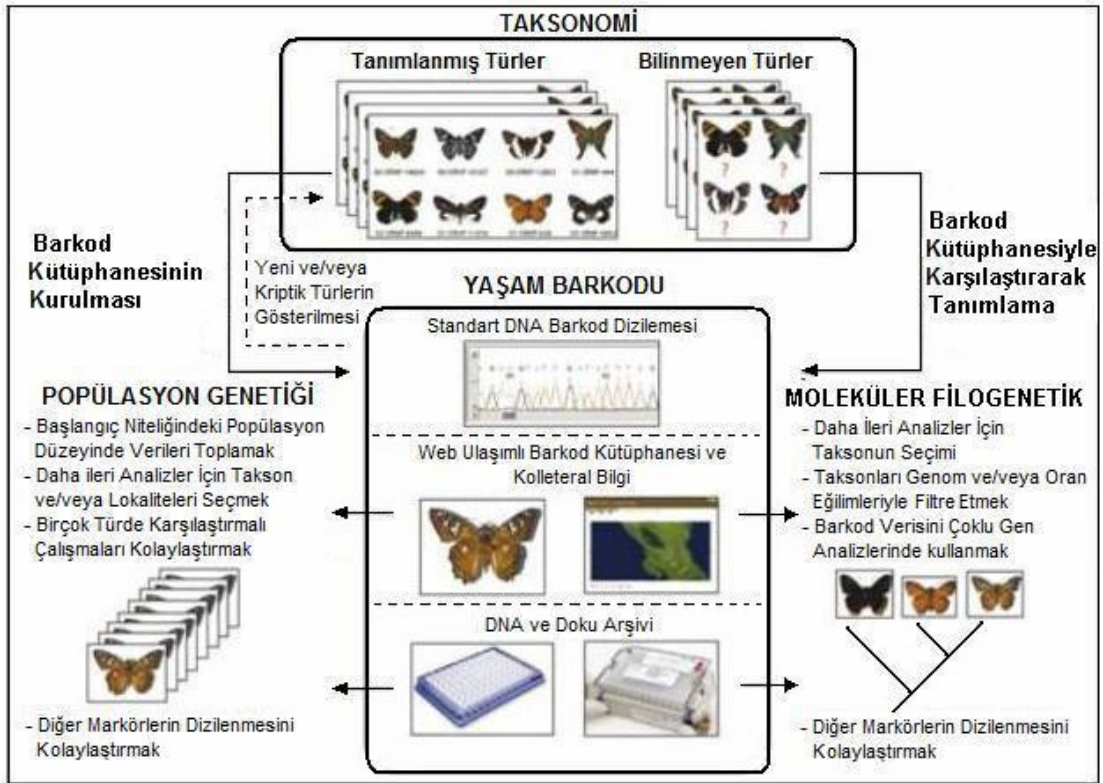 TAKSONOMİ
Tanımlanmış Türler
Bilinmeyen Türler
?
?
?
?
Barkod
Kütüphanesinin
Kurulması
Yeni ve/veya
Kriptik Türlerin
Gösterilmesi
Barkod
Kütüphanesiyle
Karşılaştırarak
Tanımlama
YAŞAM BARKODU
Standart DNA Barkod Dizilemesi
POPÜLASYON GENETİĞİ
- Başlangıç Niteliğindeki Popülasyon
Düzeyinde Verileri Toplamak
- Daha ileri Analizler İçin Takson
ve/veya Lokaliteleri Seçmek
- Birçok Türde Karşılaştırmalı
Çalışmaları Kolaylaştırmak
Web Ulaşımlı Barkod Kütüphanesi ve
Kolleteral Bilgi
MOLEKÜLER FİLOGENETİK
- Daha İleri Analizler İçin
Taksonun Seçimi
- Taksonları Genom ve/veya Oran
Eğilimleriyle Filtre Etmek
- Barkod Verisini Çoklu Gen
Analizlerinde kullanmak
DNA ve Doku Arşivi
- Diğer Markörlerin Dizilenmesini
Kolaylaştırmak
- Diğer Markörlerin Dizilenmesini
Kolaylaştırmak